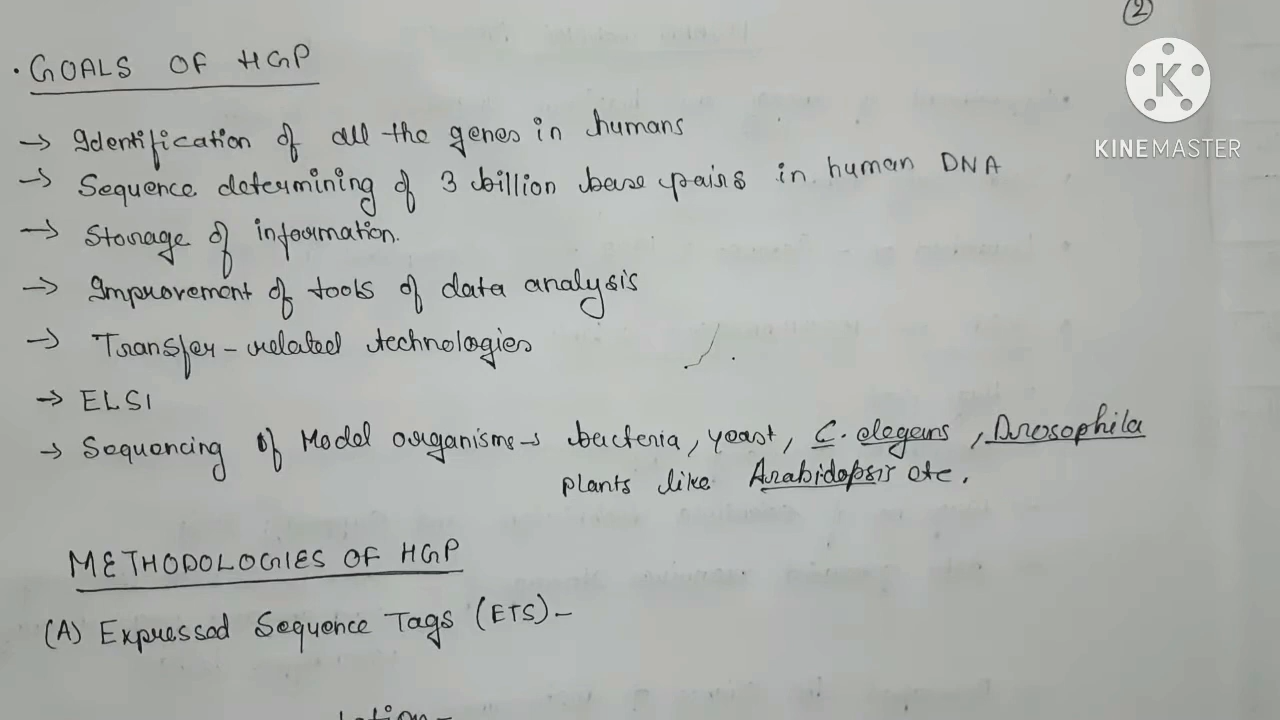 2
K
KINEMASTER
· GOALS OF HGP
→ Identification of all the genes in humans
→ Sequence determining of 3 billion base pairs in human DNA
→ Storage of information.
→ Improvement of tools of data analysis
→ Transfer-related technologies
→ ELSI
→ Sequencing of Model organisms → bacteria, yeast, C. elegans, Drosophila
plants like Arabidopsis etc.
METHODOLOGIES OF HGP
(A) Expressed Sequence Tags (ETS) -